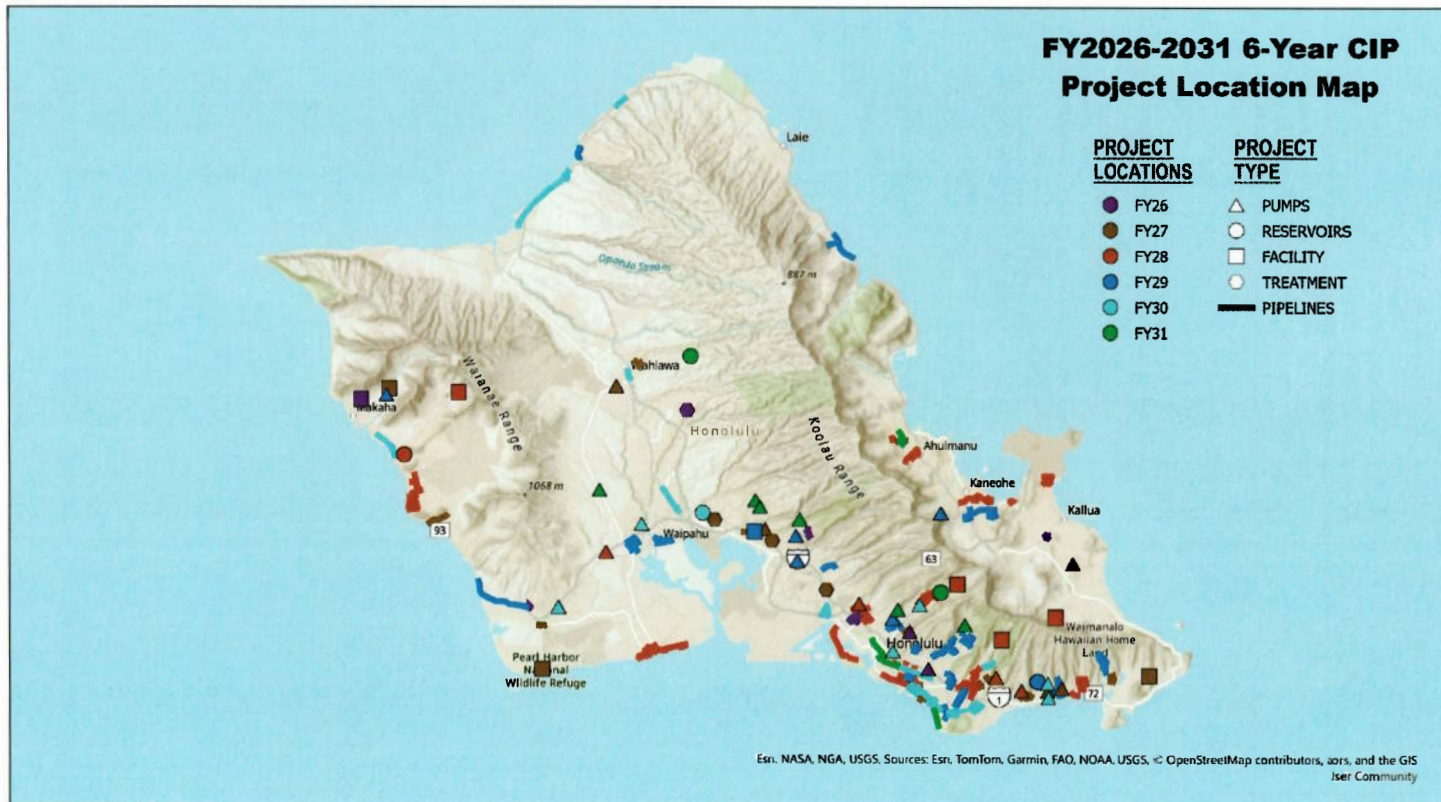 FY2026-2031 6-Year CIP
Project Location Map
PROJECT
LOCATIONS
FY26
FY27
FY28
FY29
FY30
FY31
PROJECT
TYPE
PUMPS
RESERVOIRS
FACILITY
TREATMENT
PIPELINES
Laie
Opaeula Stream
887 m
Wahiawa
Waianae Range
Makaha
Honolulu
Koolau Range
Ahuimanu
Kaneohe
Kailua
1068 m
93
Waipahu
63
Waimanalo
Hawaiian Home
Land
Honolulu
Pearl Harbor
National
Wildlife Refuge
1
72
Esri, NASA, NGA, USGS, Sources: Esri, TomTom, Garmin, FAO, NOAA, USGS, © OpenStreetMap contributors, aors, and the GIS
Jser Community